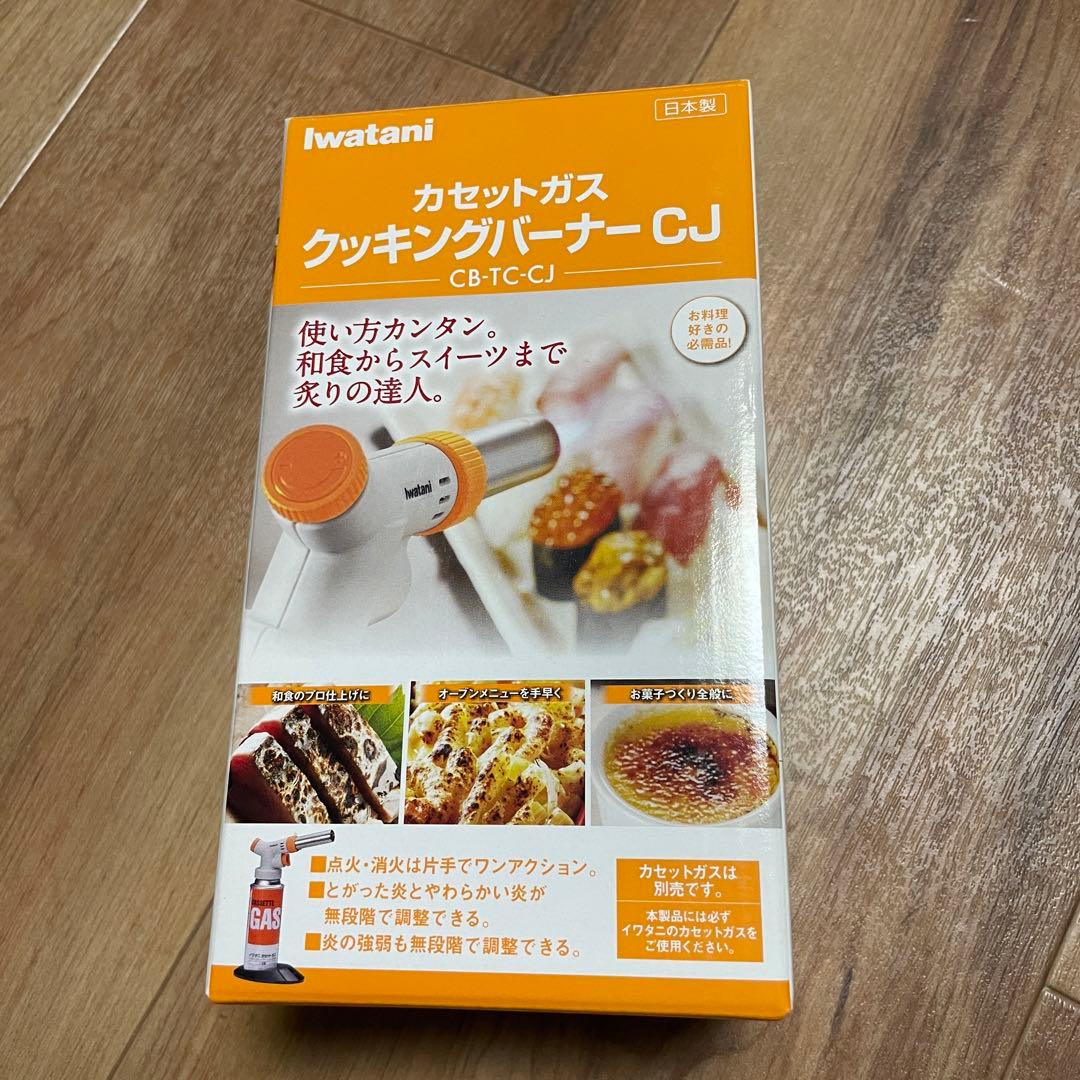 Iwatani
日本製
カセットガス
クッキングバーナー CJ
CB-TC-CJ
使い方カンタン。
和食からスイーツまで
炙りの達人。
お料理
好きの
必需品!
Iwatani
和食のプロ仕上げに
オーブンメニューを手早く
お菓子づくり全般に
■点火・消火は片手でワンアクション。
■とがった炎とやわらかい炎が
無段階で調整できる。
■炎の強弱も無段階で調整できる。
CASSETTE
GAS
カセットガスは
別売です。
本製品には必ず
イワタニのカセットガスを
ご使用ください。